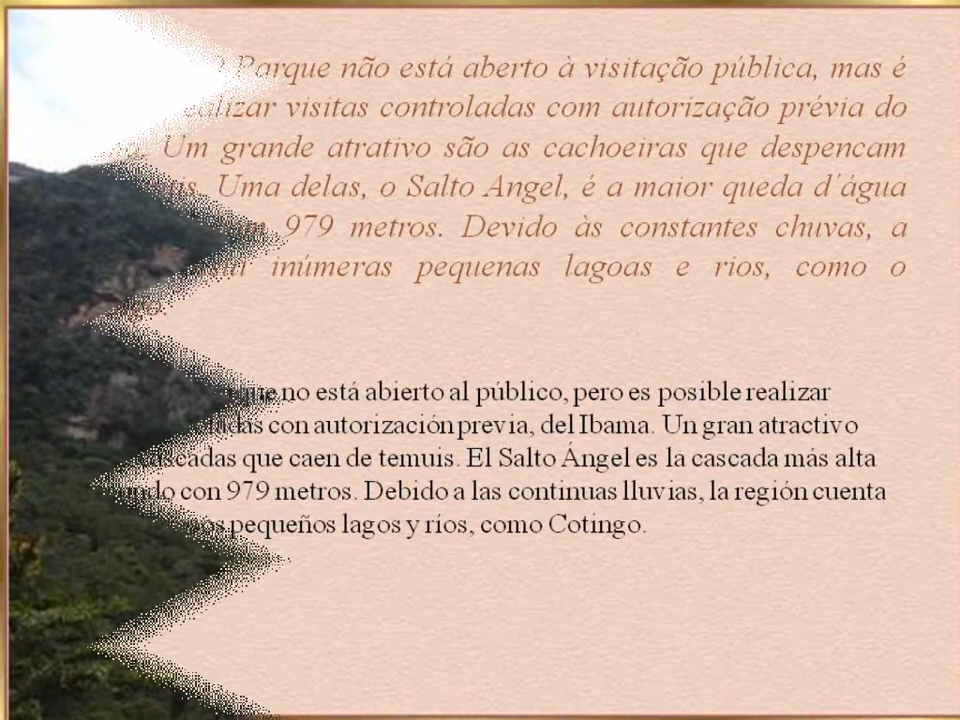 Parque não está aberto à visitação pública, mas é
realizar visitas controladas com autorização prévia do
Um grande atrativo são as cachoeiras que despencam
Uma delas, o Salto Angel, é a maior queda d'água
979 metros. Devido às constantes chuvas, a
inúmeras pequenas lagoas e rios, como o
no está abierto al público, pero es posible realizar
con autorización previa, del Ibama. Un gran atractivo
que caen de temuis. El Salto Ángel es la cascada más alta
con 979 metros. Debido a las continuas lluvias, la región cuenta
pequeños lagos y ríos, como Cotingo.